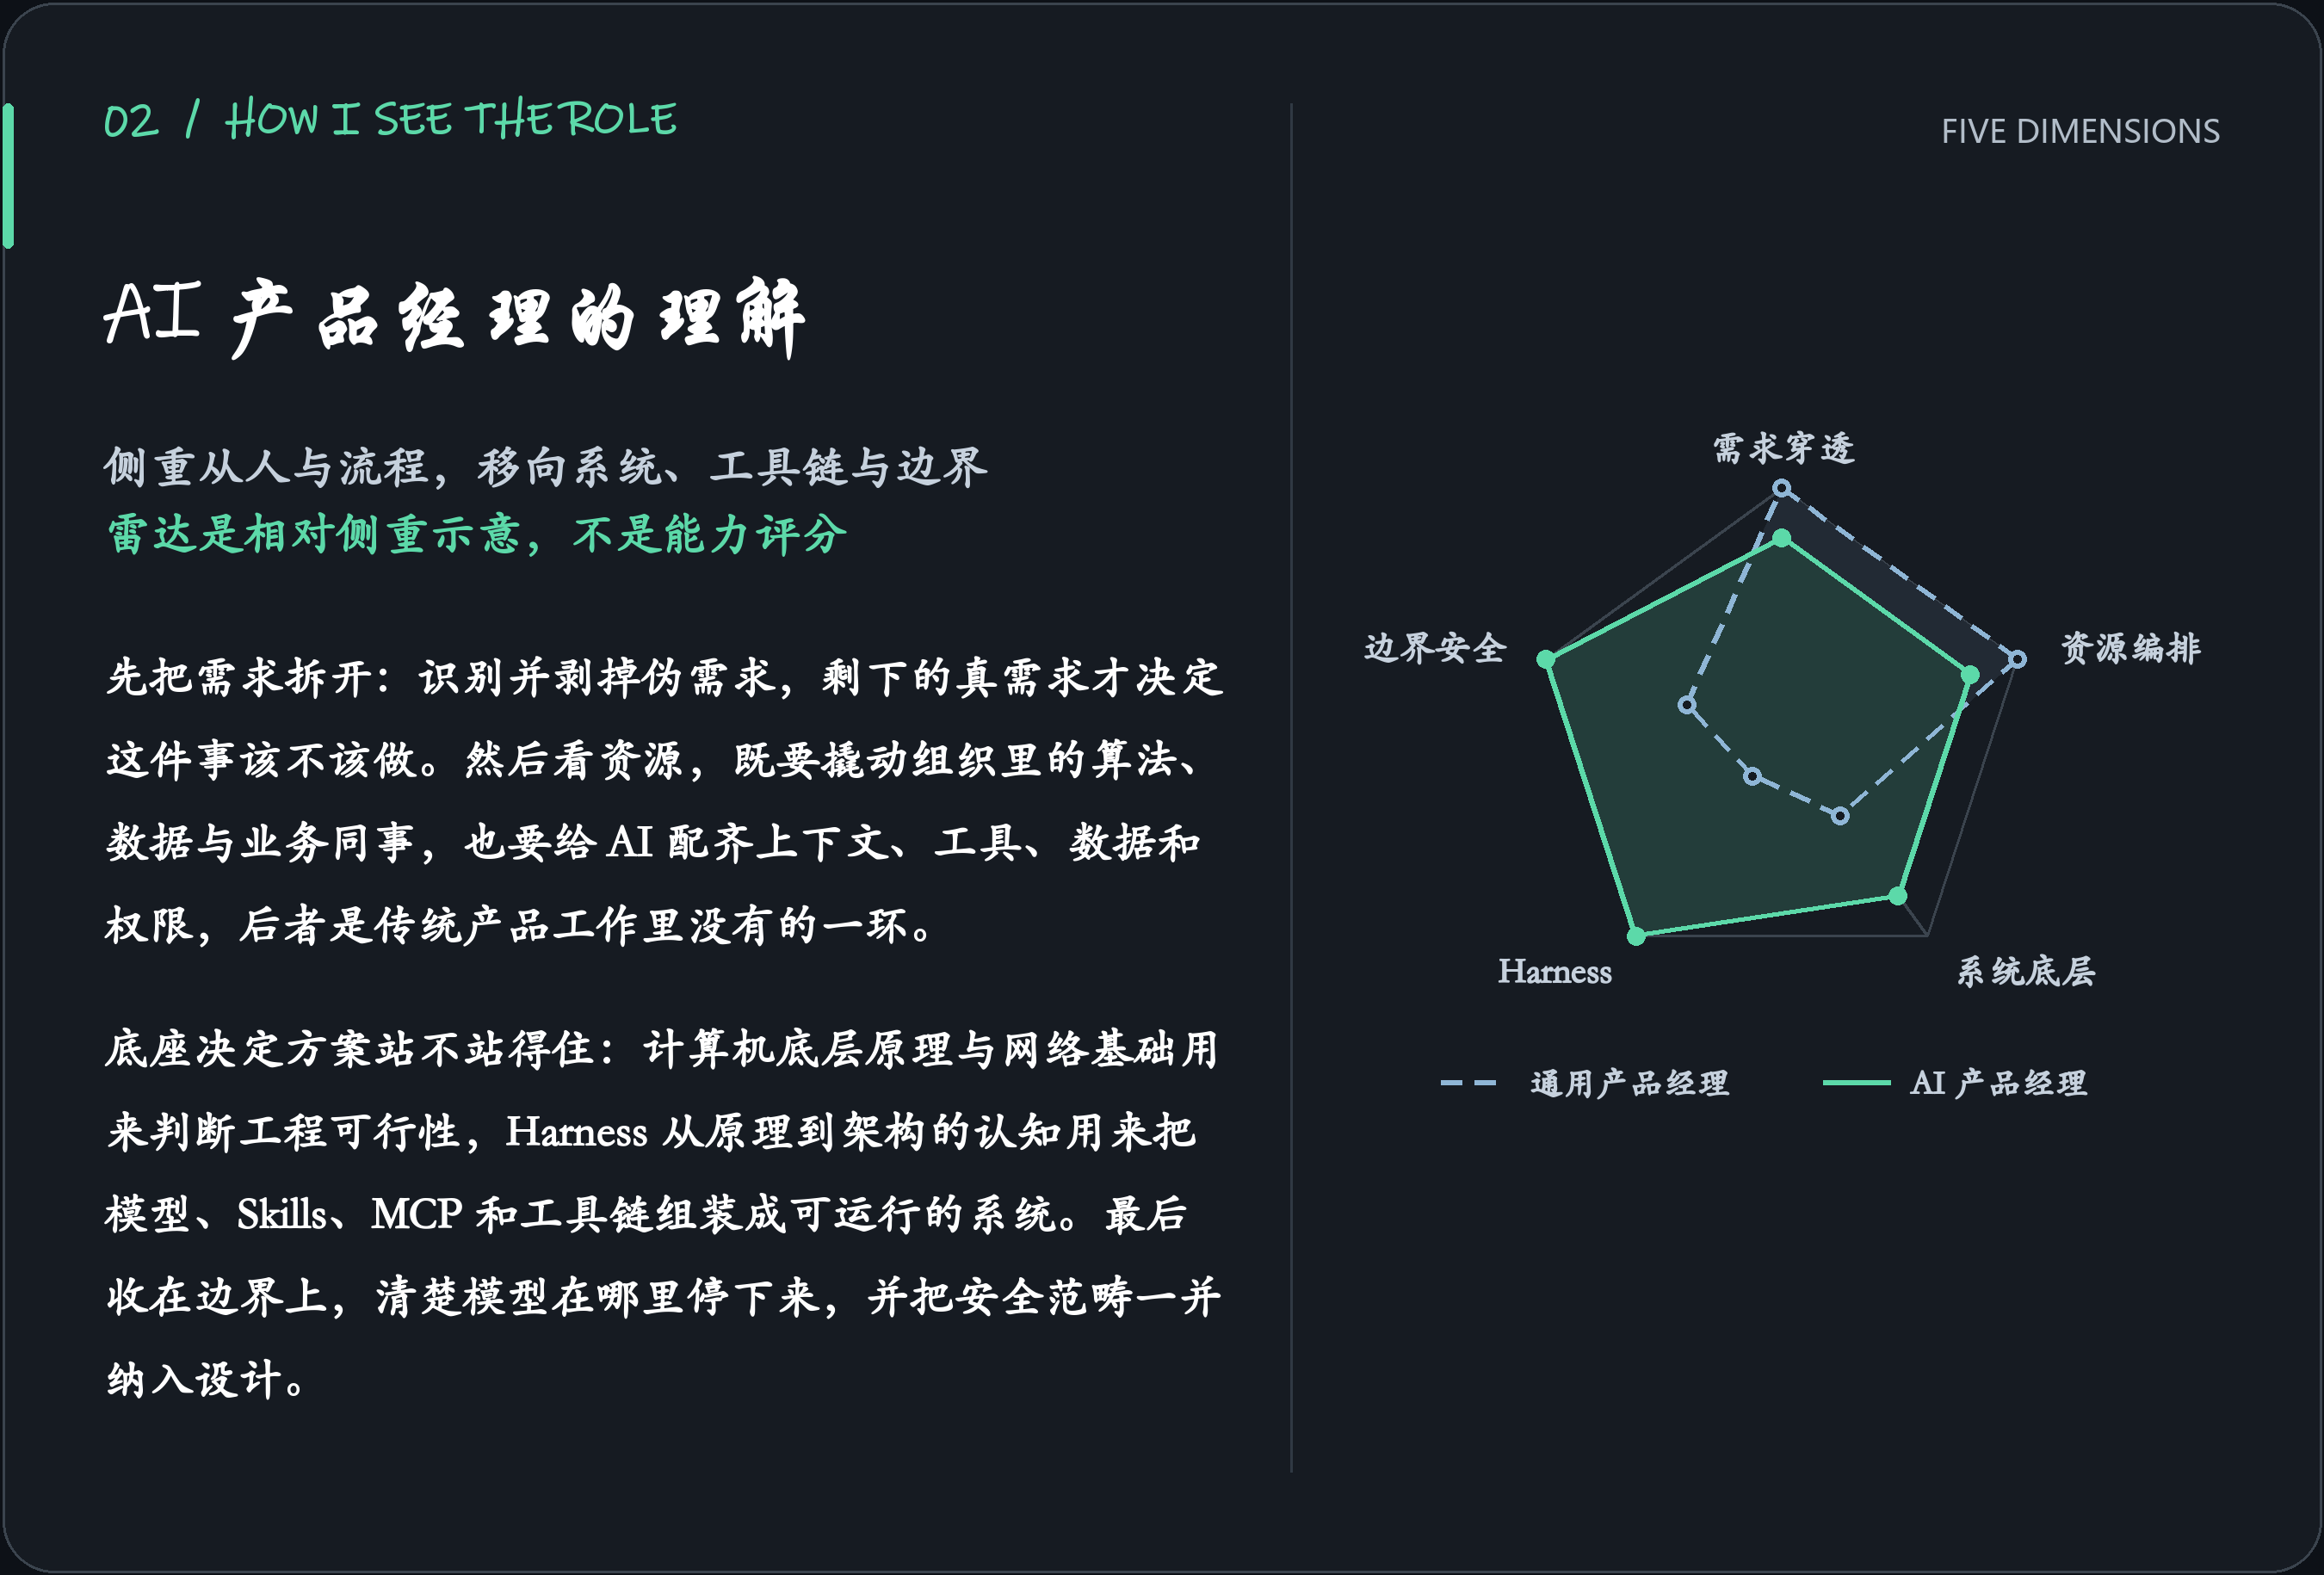 02 / HOW I SEE THE ROLE
AI 产品经理的理解
侧重从人与流程，移向系统、工具链与边界
雷达是相对侧重示意，不是能力评分
先把需求拆开：识别并剥掉伪需求，剩下的真需求才决定
这件事该不该做。然后看资源，既要撬动组织里的算法、
数据与业务同事，也要给 AI 配齐上下文、工具、数据和
权限，后者是传统产品工作里没有的一环。
底座决定方案站不站得住：计算机底层原理与网络基础用
来判断工程可行性，Harness 从原理到架构的认知用来把
模型、Skills、MCP 和工具链组装成可运行的系统。最后
收在边界上，清楚模型在哪里停下来，并把安全范畴一并
纳入设计。
FIVE DIMENSIONS
需求穿透
边界安全
资源编排
Harness
系统底层
通用产品经理
AI 产品经理